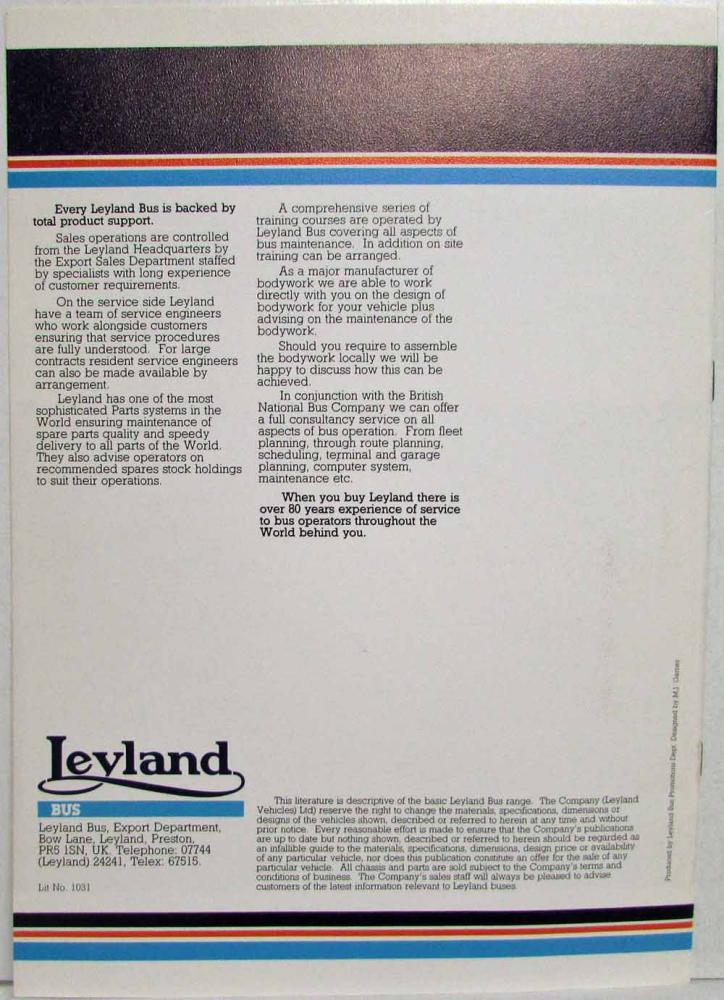 Every Leyland Bus is backed by
total product support.
Sales operations are controlled
from the Leyland Headquarters by
the Export Sales Department staffed
by specialists with long experience
of customer requirements.
On the service side Leyland
have a team of service engineers
who work alongside customers
ensuring that service procedures
are fully understood. For large
contracts resident service engineers
can also be made available by
arrangement.
Leyland has one of the most
sophisticated Parts systems in the
World ensuring maintenance of
spare parts quality and speedy
delivery to all parts of the World.
They also advise operators on
recommended spares stock holdings
to suit their operations.
A comprehensive series of
training courses are operated by
Leyland Bus covering all aspects of
bus maintenance. In addition on site
training can be arranged.
As a major manufacturer of
bodywork we are able to work
directly with you on the design of
bodywork for your vehicle plus
advising on the maintenance of the
bodywork.
Should you require to assemble
the bodywork locally we will be
happy to discuss how this can be
achieved.
In conjunction with the British
National Bus Company we can offer
a full consultancy service on all
aspects of bus operation. From fleet
planning, through route planning,
scheduling, terminal and garage
planning, computer system,
maintenance etc.
When you buy Leyland there is
over 80 years experience of service
to bus operators throughout the
World behind you.
Leyland
BUS
Leyland Bus, Export Department,
Bow Lane, Leyland, Preston,
PR5 1SN, UK. Telephone: 07744
(Leyland) 24241, Telex: 67515.
Lit No. 1031
This literature is descriptive of the basic Leyland Bus range. The Company (Leyland
Vehicles) Ltd) reserve the right to change the materials, specifications, dimensions or
designs of the vehicles shown, described or referred to herein at any time and without
prior notice. Every reasonable effort is made to ensure that the Company's publications
are up to date but nothing shown, described or referred to herein should be regarded as
an infallible guide to the materials, specifications, dimensions, design price or availability
of any particular vehicle, nor does this publication constitute an offer for the sale of any
particular vehicle. All chassis and parts are sold subject to the Company's terms and
conditions of business. The Company's sales staff will always be pleased to advise
customers of the latest information relevant to Leyland buses.
Produced by Leyland Bus Promotions Dept. Designed by M.J.